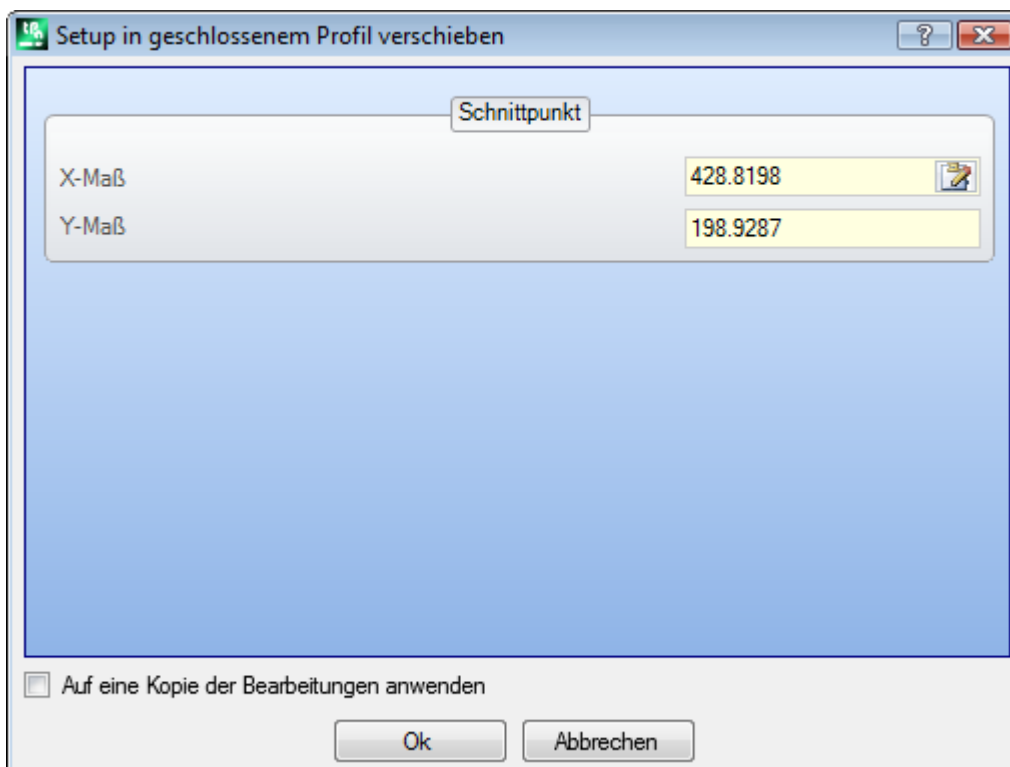 Setup in geschlossenem Profil verschieben
Schnittpunkt
X-Maß 428.8198
Y-Maß 198.9287
Auf eine Kopie der Bearbeitungen anwenden
Ok Abbrechen